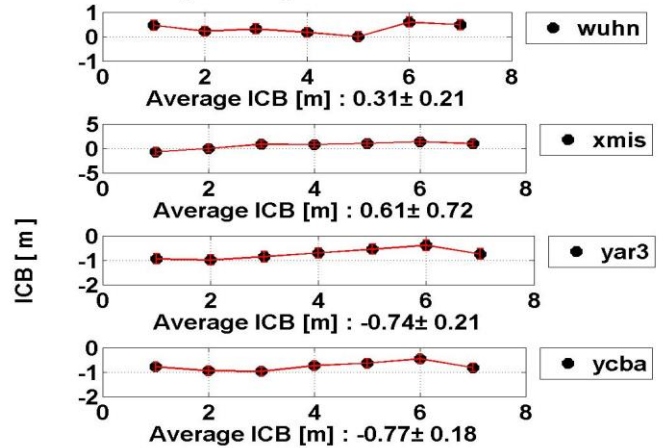 1
0
-1
wuhn
0 2 4 6 8
Average ICB [m] : 0.31± 0.21
5
0
-5
xmis
0 2 4 6 8
Average ICB [m] : 0.61± 0.72
ICB [ m ]
0
-1
-2
yar3
0 2 4 6 8
Average ICB [m] : -0.74± 0.21
0
-1
-2
ycba
0 2 4 6 8
Average ICB [m] : -0.77± 0.18